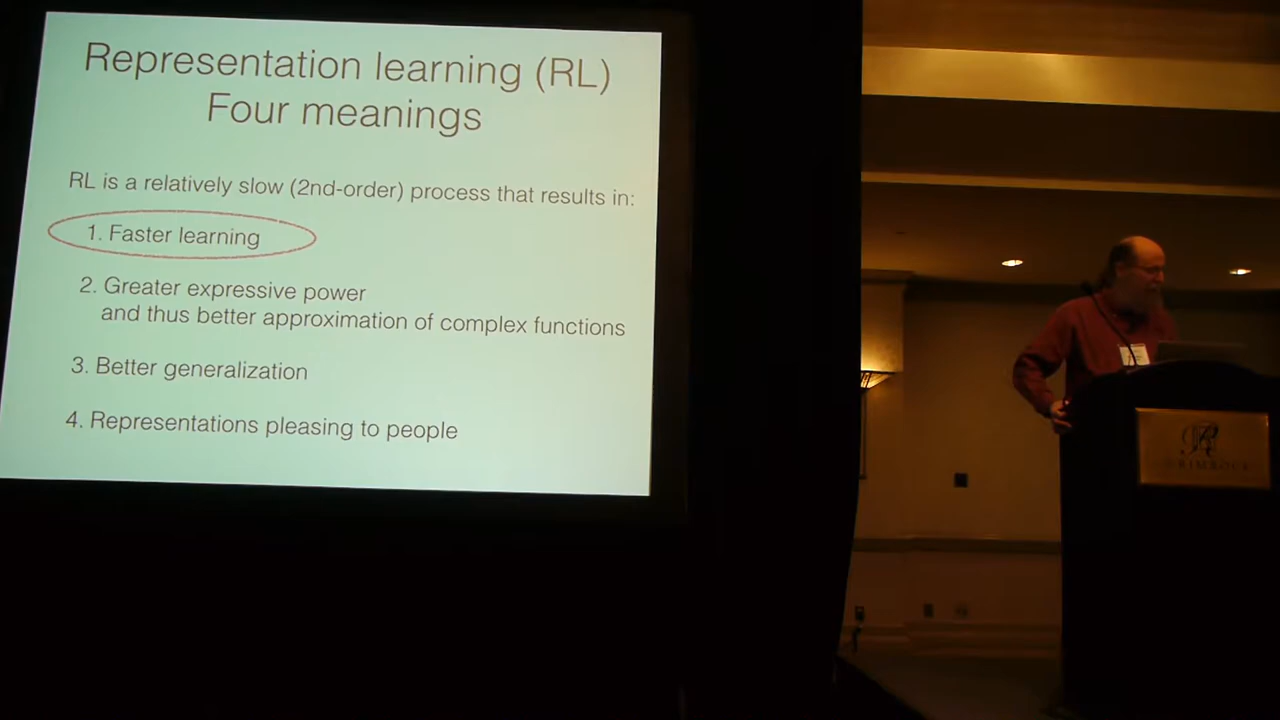 Representation learning (RL)
Four meanings
RL is a relatively slow (2nd-order) process that results in:
1. Faster learning
2. Greater expressive power
and thus better approximation of complex functions
3. Better generalization
4. Representations pleasing to people